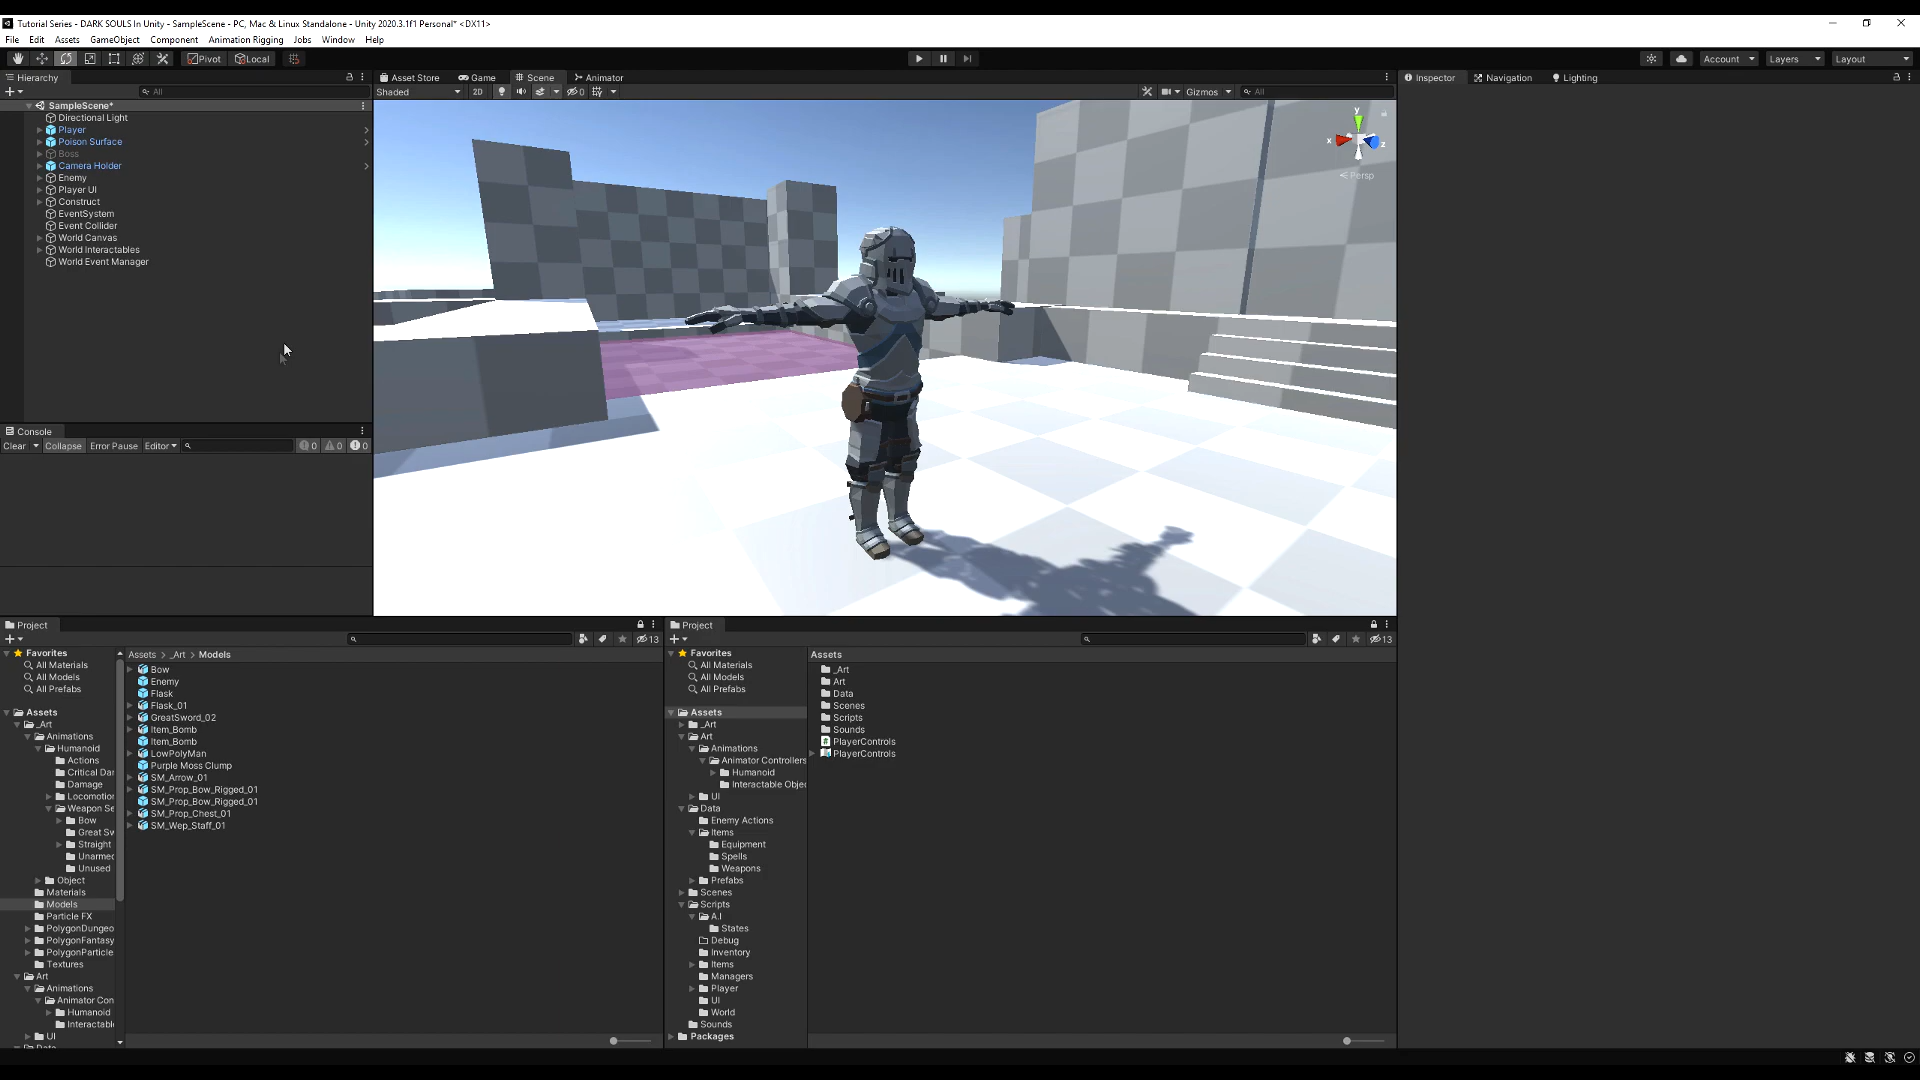 Tutorial Series - DARK SOULS In Unity - SampleScene - PC, Mac & Linux Standalone - Unity 2020.3.1f1 Personal* <DX11>
File Edit Assets GameObject Component Animation Rigging Jobs Window Help
Pivot Local Account Layers Layout
Hierarchy
All
SampleScene*
Directional Light
Player
Poison Surface
Boss
Camera Holder
Enemy
Player UI
Construct
EventSystem
Event Collider
World Canvas
World Interactables
World Event Manager
Console
Clear Collapse Error Pause Editor 0 0 0
Asset Store Game Scene Animator
Shaded 2D 0 Gizmos All
y
x z
Persp
Inspector Navigation Lighting
Project
13
Favorites
All Materials
All Models
All Prefabs
Assets
_Art
Animations
Humanoid
Actions
Critical Dar
Damage
Locomotio
Weapon Se
Bow
Great Sv
Straight
Unarmec
Unused
Object
Materials
Models
Particle FX
PolygonDungeo
PolygonFantasy
PolygonParticle
Textures
Art
Animations
Animator Con
Humanoid
Interactabl
UI
Assets > _Art > Models
Bow
Enemy
Flask
Flask_01
GreatSword_02
Item_Bomb
Item_Bomb
LowPolyMan
Purple Moss Clump
SM_Arrow_01
SM_Prop_Bow_Rigged_01
SM_Prop_Bow_Rigged_01
SM_Prop_Chest_01
SM_Wep_Staff_01
Project
13
Favorites
All Materials
All Models
All Prefabs
Assets
_Art
Art
Animations
Animator Controllers
Humanoid
Interactable Objec
UI
Data
Enemy Actions
Items
Equipment
Spells
Weapons
Prefabs
Scenes
Scripts
A.I
States
Debug
Inventory
Items
Managers
Player
UI
World
Sounds
Packages
Assets
_Art
Art
Data
Scenes
Scripts
Sounds
PlayerControls
PlayerControls